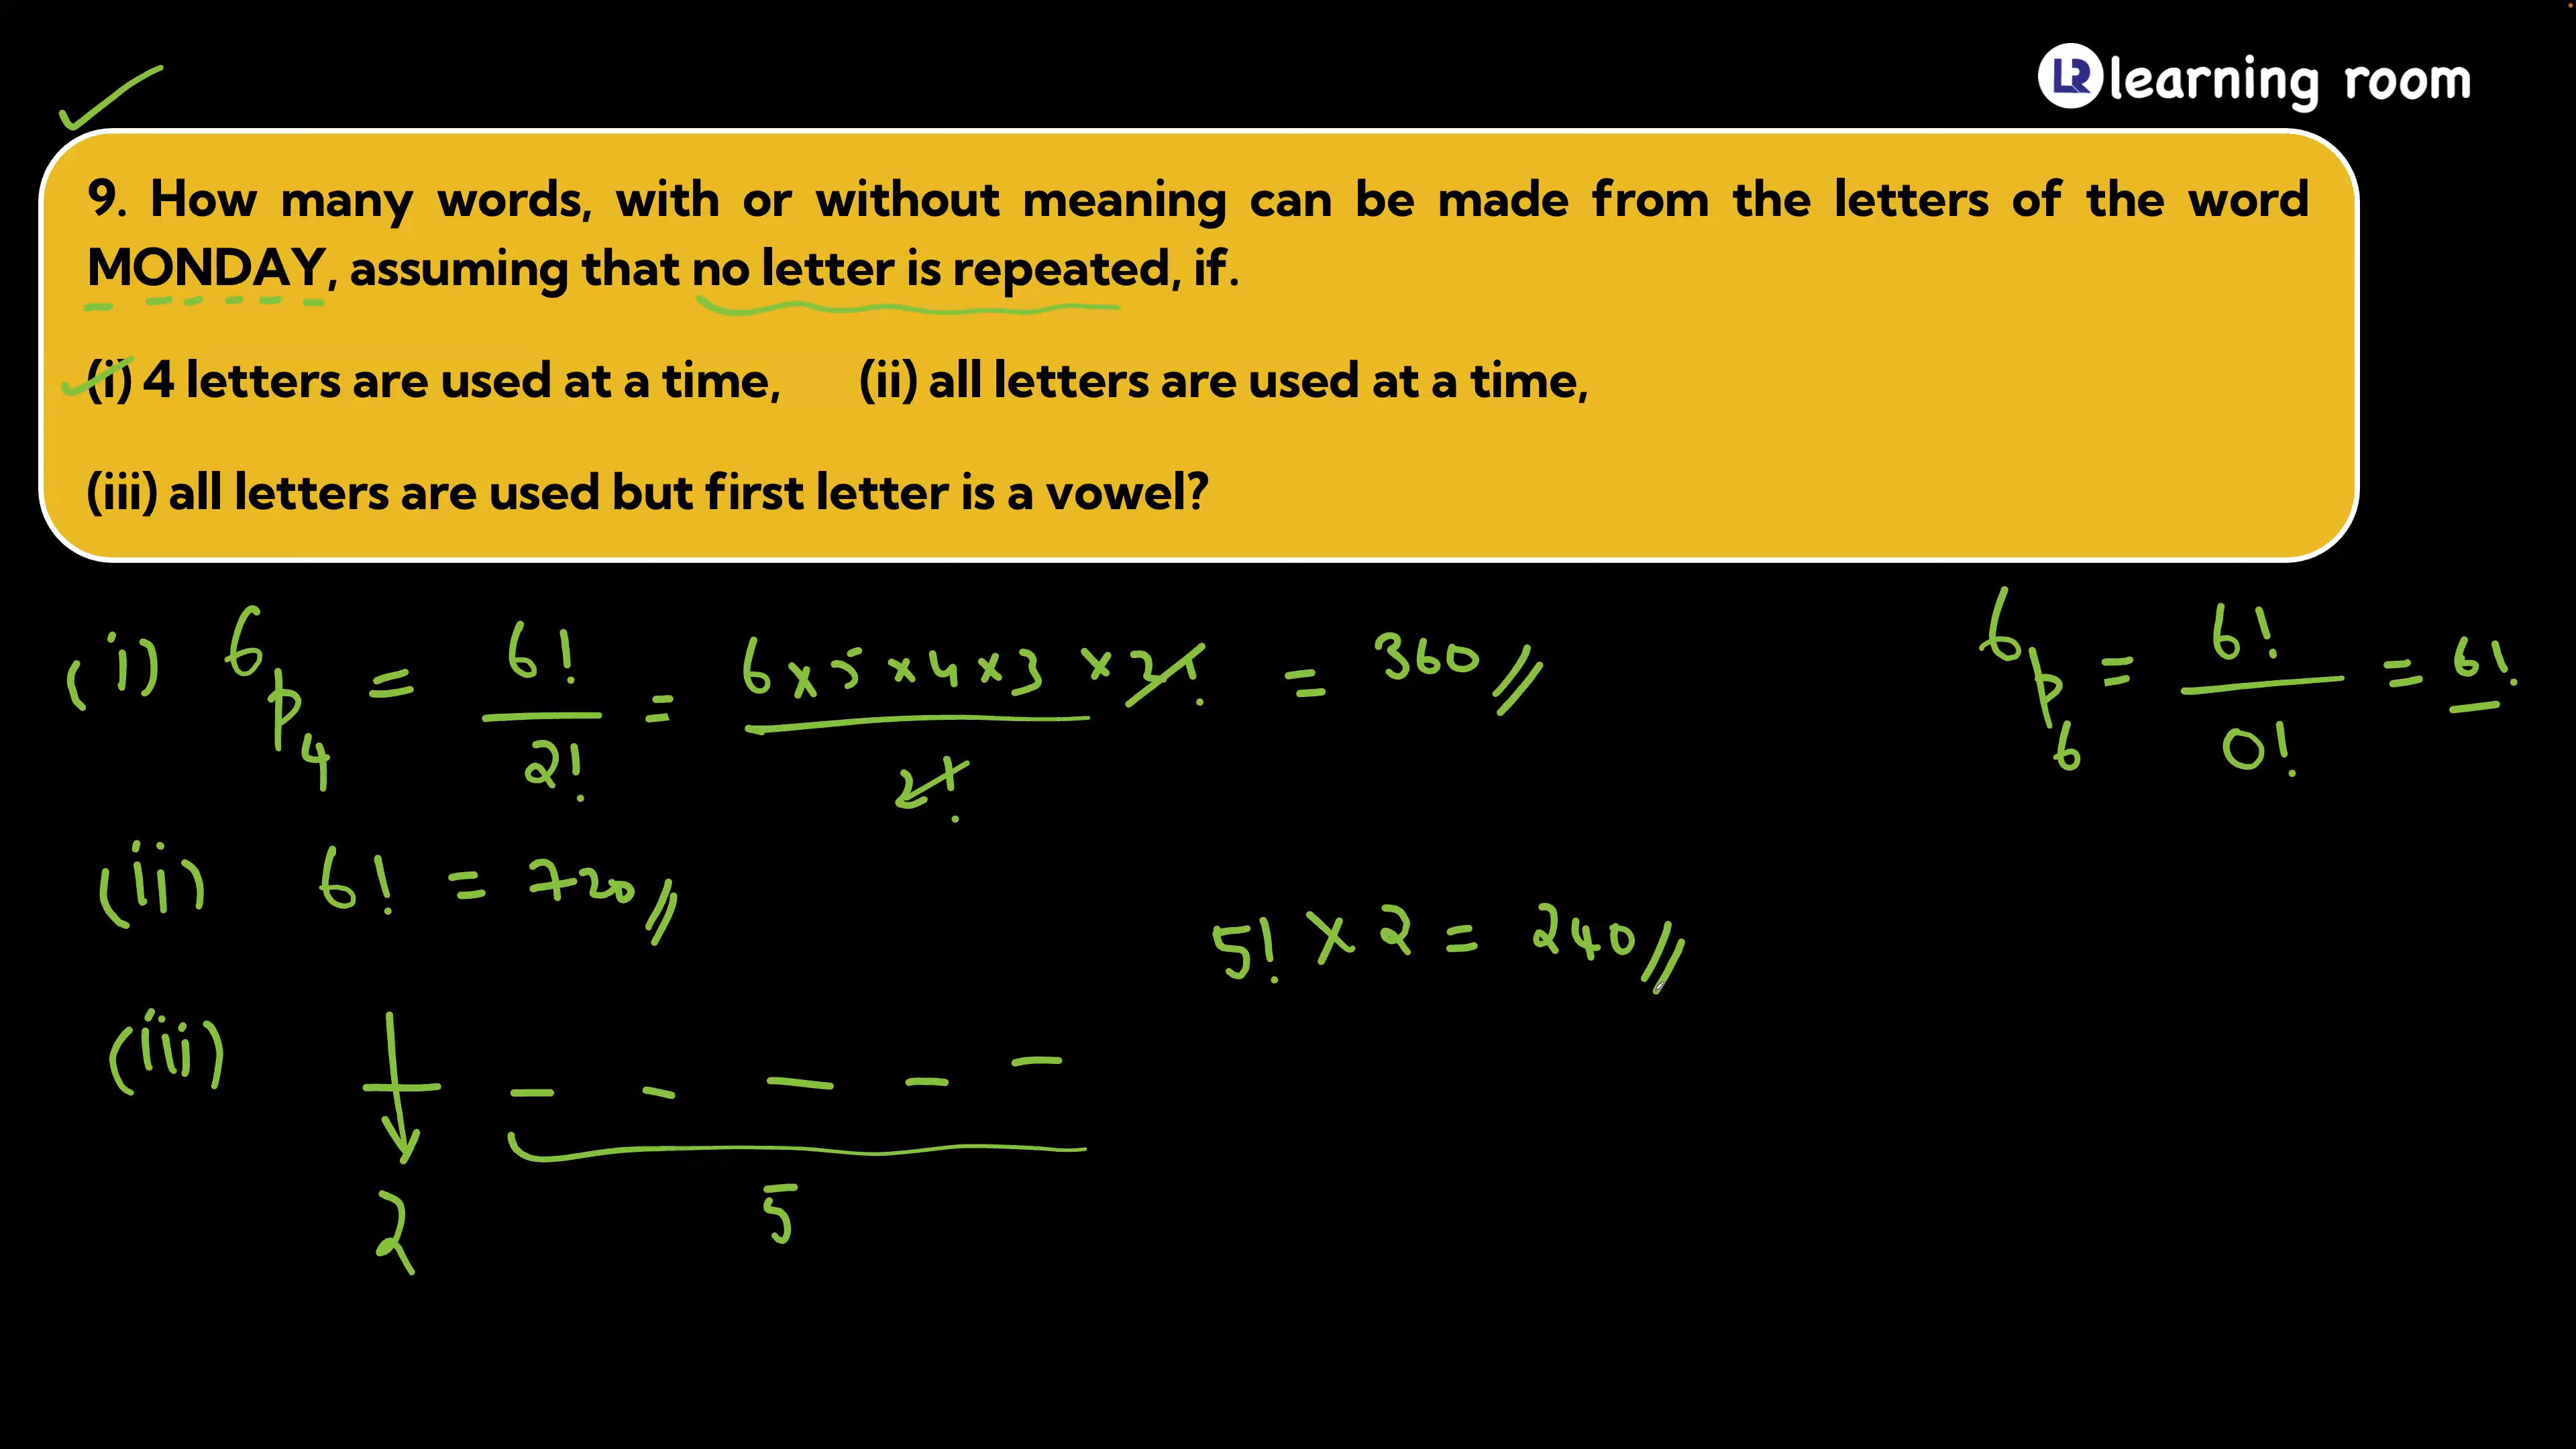 LR learning room
9. How many words, with or without meaning can be made from the letters of the word
MONDAY, assuming that no letter is repeated, if.
(i) 4 letters are used at a time, (ii) all letters are used at a time,
(iii) all letters are used but first letter is a vowel?
(i) 6P4 = 6!/2! = 6×5×4×3×2!/2! = 360
6P6 = 6!/0! = 6!
(ii) 6! = 720
5! × 2 = 240
(iii) _ _ _ _ _ _
2 5